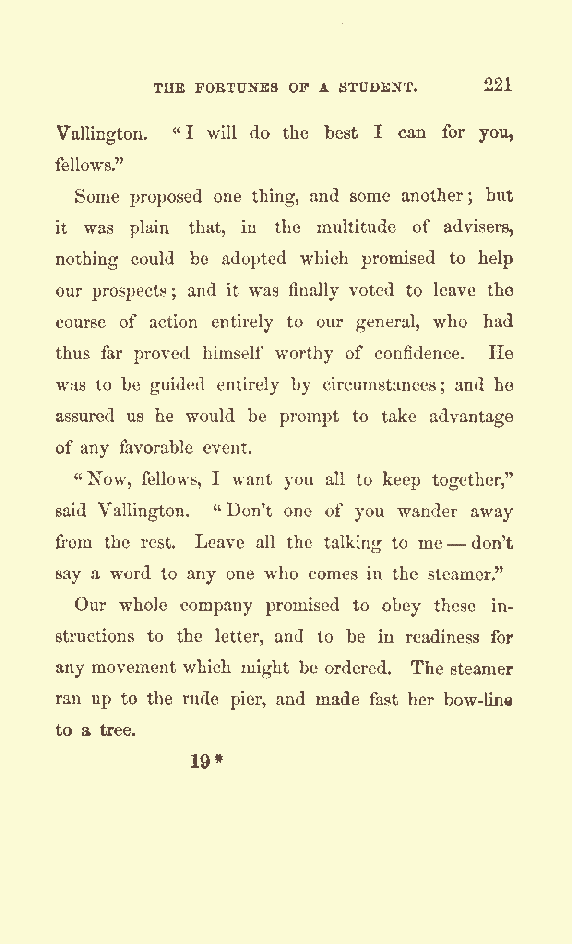 THE FORTUNES OF A STUDENT. 221
Vallington. "I will do the best I can for you,
fellows."
Some proposed one thing, and some another; but
it was plain that, in the multitude of advisers,
nothing could be adopted which promised to help
our prospects; and it was finally voted to leave the
course of action entirely to our general, who had
thus far proved himself worthy of confidence. He
was to be guided entirely by circumstances; and he
assured us he would be prompt to take advantage
of any favorable event.
"Now, fellows, I want you all to keep together,"
said Vallington. "Don't one of you wander away
from the rest. Leave all the talking to me — don't
say a word to any one who comes in the steamer."
Our whole company promised to obey these in-
structions to the letter, and to be in readiness for
any movement which might be ordered. The steamer
ran up to the rude pier, and made fast her bow-line
to a tree.
19*